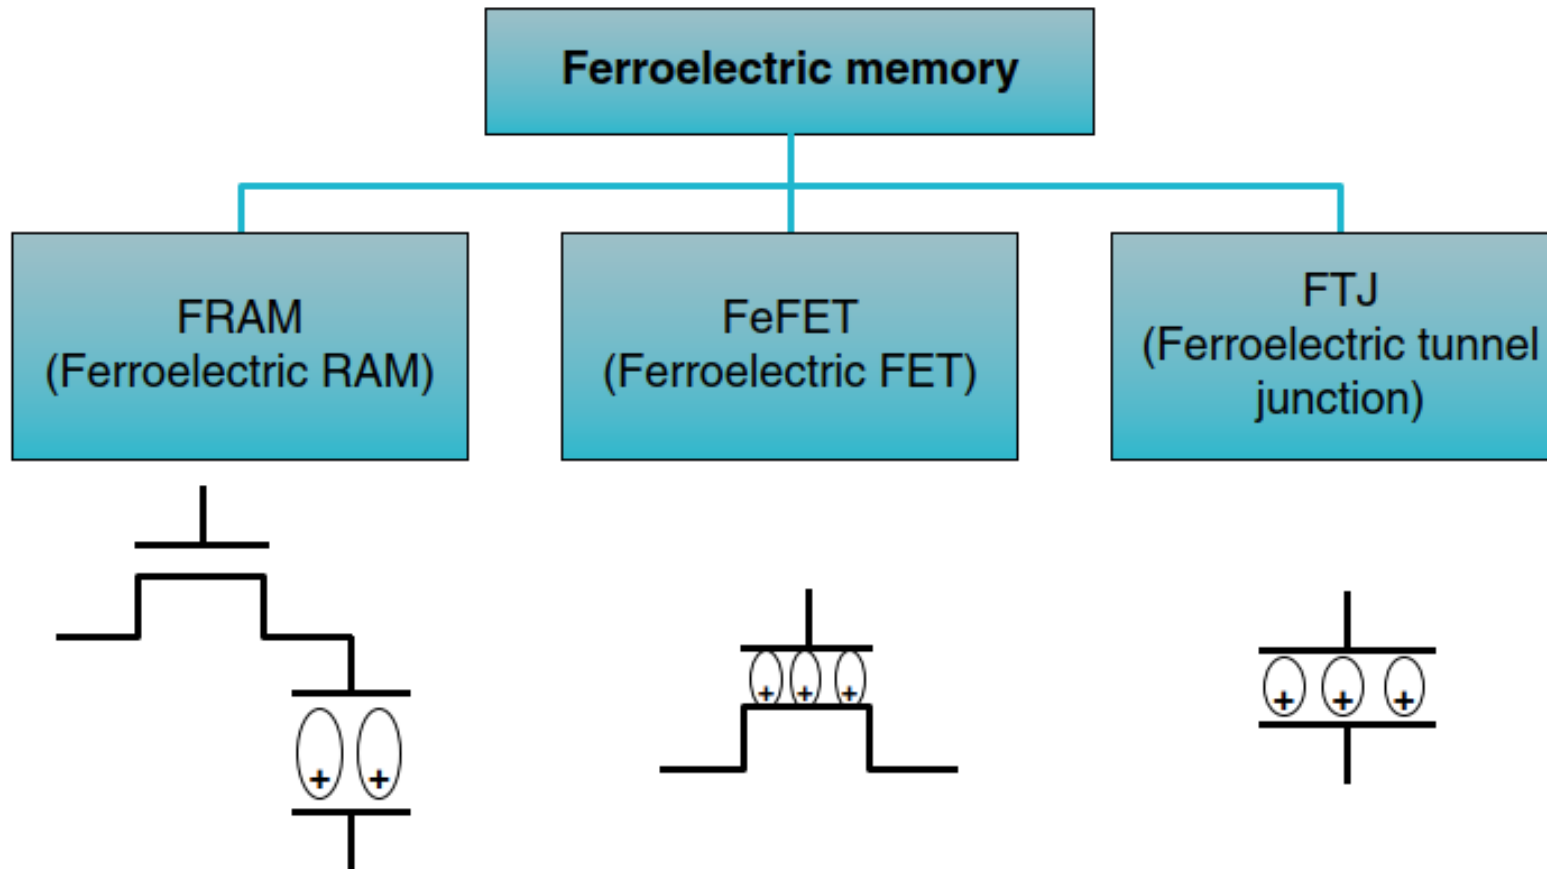 Ferroelectric memory
FRAM
(Ferroelectric RAM)
FeFET
(Ferroelectric FET)
FTJ
(Ferroelectric tunnel
junction)
+ +
+ + +
+ + +